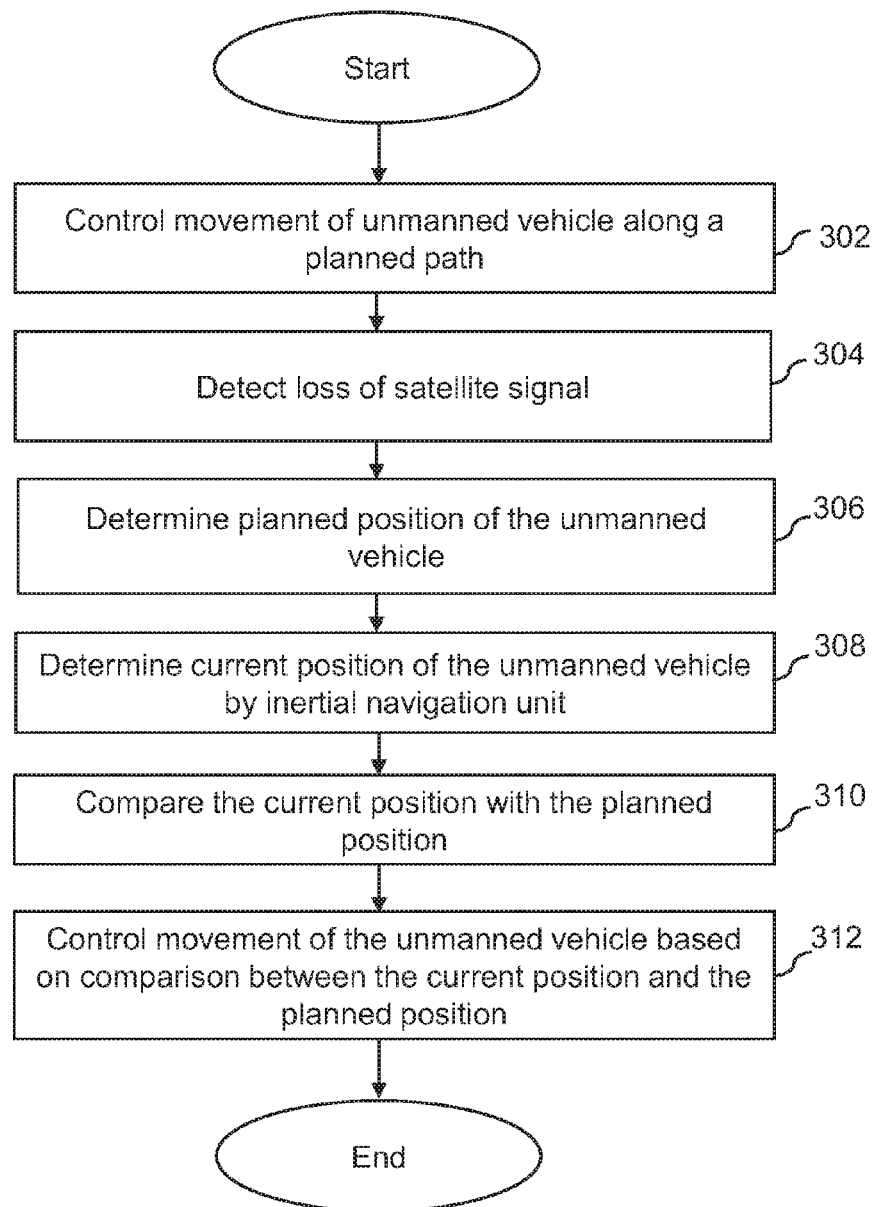 Start
Control movement of unmanned vehicle along a
planned path
302
304
Detect loss of satellite signal
306
Determine planned position of the unmanned
vehicle
308
Determine current position of the unmanned vehicle
by inertial navigation unit
310
Compare the current position with the planned
position
312
Control movement of the unmanned vehicle based
on comparison between the current position and the
planned position
End